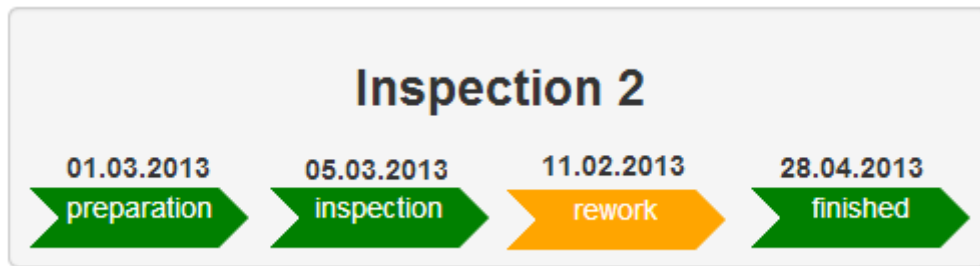 Inspection 2
01.03.2013 05.03.2013 11.02.2013 28.04.2013
preparation inspection rework finished